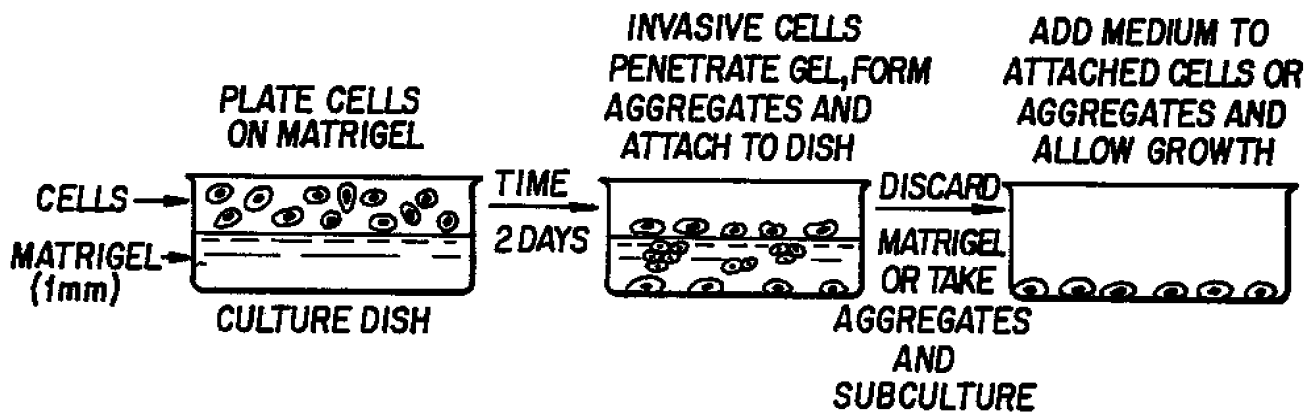 PLATE CELLS
ON MATRIGEL
CELLS
MATRIGEL
(1mm)
CULTURE DISH
TIME
2 DAYS
INVASIVE CELLS
PENETRATE GEL, FORM
AGGREGATES AND
ATTACH TO DISH
DISCARD
MATRIGEL
OR TAKE
AGGREGATES
AND
SUBCULTURE
ADD MEDIUM TO
ATTACHED CELLS OR
AGGREGATES AND
ALLOW GROWTH